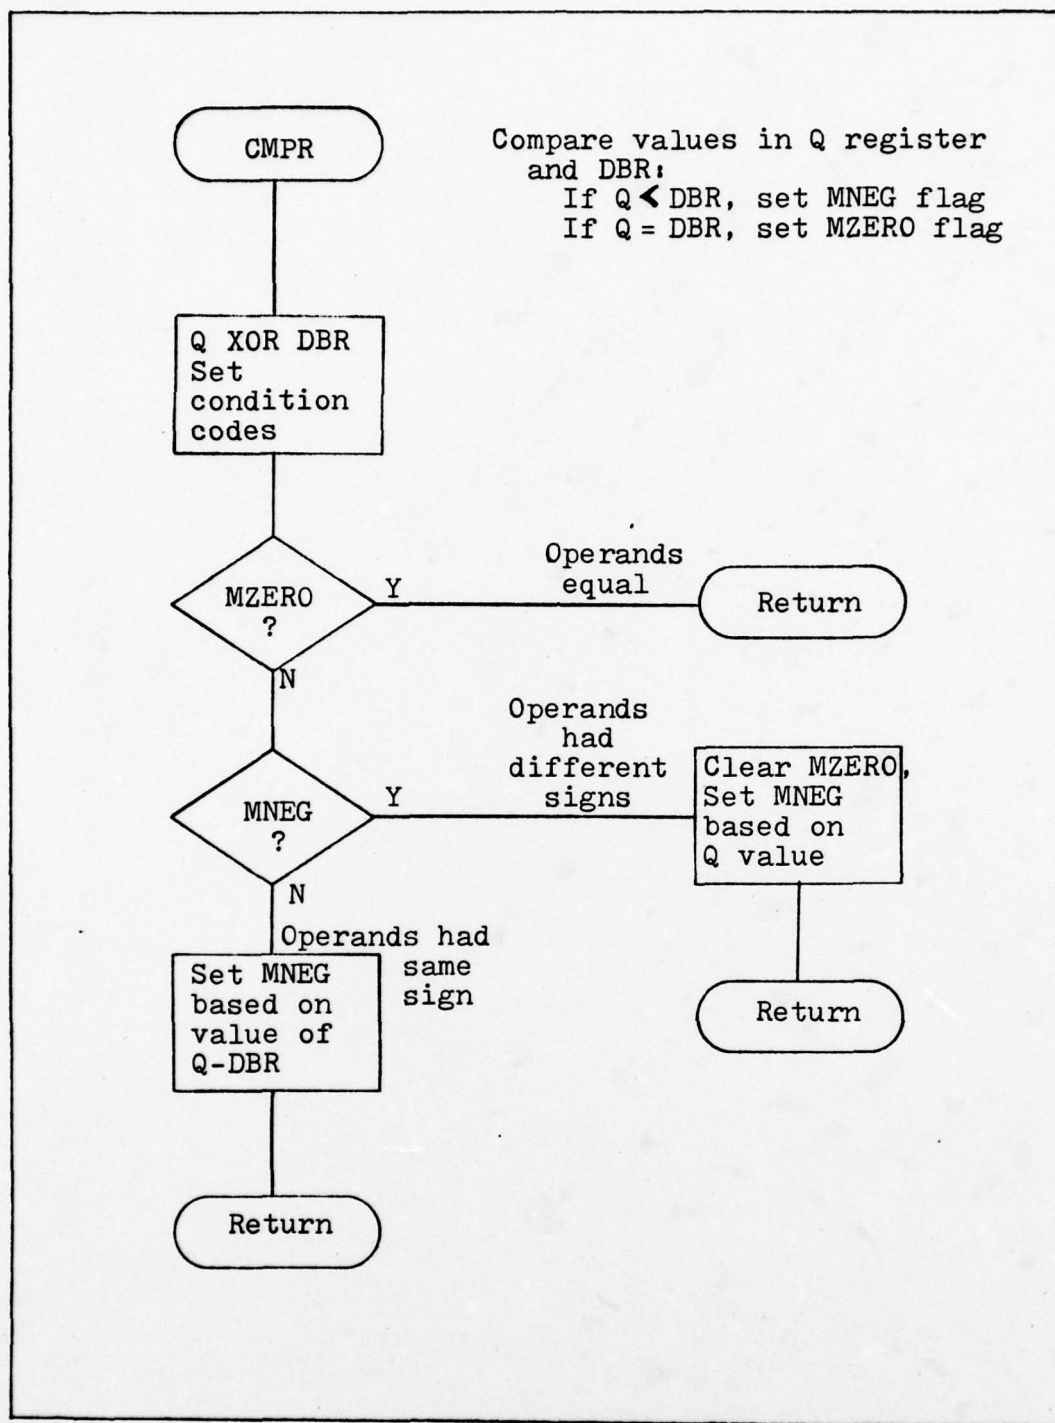 CMPR
Compare values in Q register
and DBR:
If Q < DBR, set MNEG flag
If Q = DBR, set MZERO flag
Q XOR DBR
Set
condition
codes
MZERO
?
Y
Operands
equal
Return
N
MNEG
?
Y
Operands
had
different
signs
Clear MZERO,
Set MNEG
based on
Q value
Return
N
Operands had
same
sign
Set MNEG
based on
value of
Q-DBR
Return